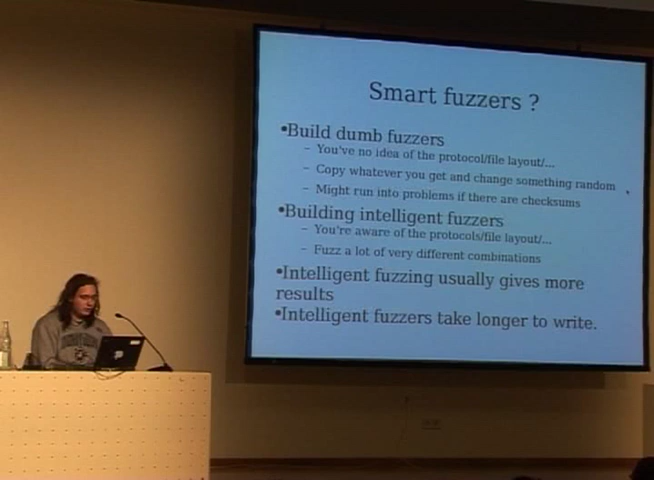 Smart fuzzers ?
•Build dumb fuzzers
– You've no idea of the protocol/file layout/...
– Copy whatever you get and change something random
– Might run into problems if there are checksums
•Building intelligent fuzzers
– You're aware of the protocols/file layout/...
– Fuzz a lot of very different combinations
•Intelligent fuzzing usually gives more
results
•Intelligent fuzzers take longer to write.